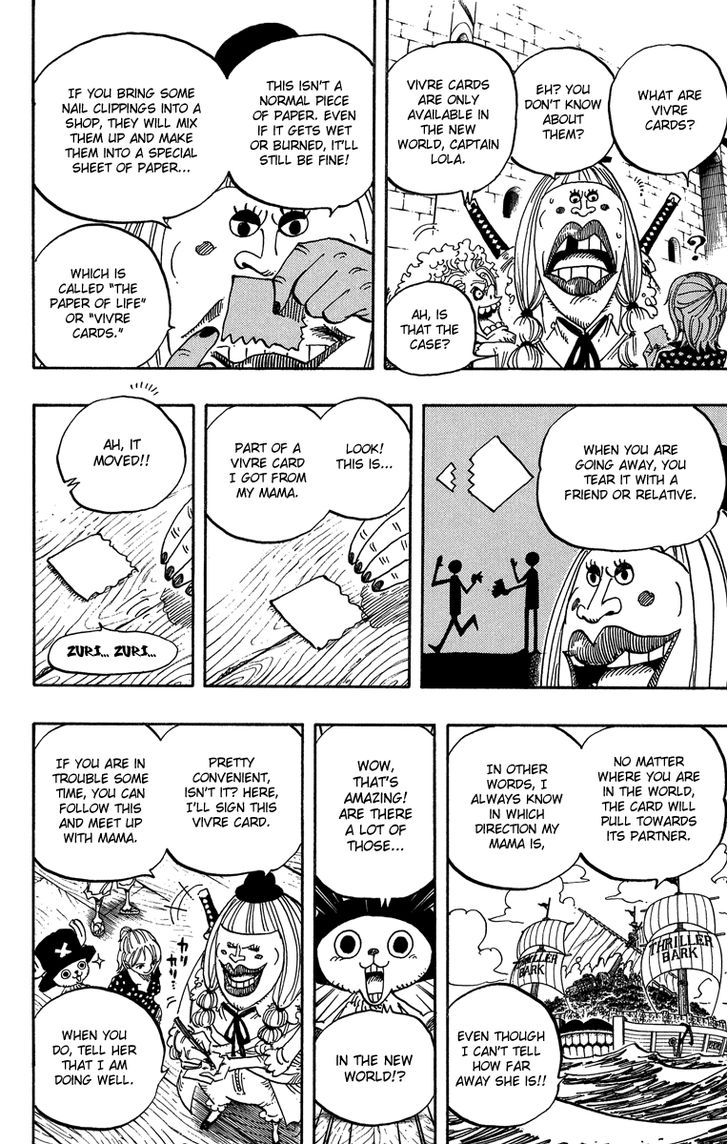 WHAT ARE
VIVRE
CARDS?
EH? YOU
DON'T KNOW
ABOUT
THEM?
VIVRE CARDS
ARE ONLY
AVAILABLE IN
THE NEW
WORLD, CAPTAIN
LOLA.
?
AH, IS
THAT THE
CASE?
THIS ISN'T A
NORMAL PIECE
OF PAPER. EVEN
IF IT GETS WET
OR BURNED, IT'LL
STILL BE FINE!
IF YOU BRING SOME
NAIL CLIPPINGS INTO A
SHOP, THEY WILL MIX
THEM UP AND MAKE
THEM INTO A SPECIAL
SHEET OF PAPER...
WHICH IS
CALLED "THE
PAPER OF LIFE"
OR "VIVRE
CARDS."
WHEN YOU ARE
GOING AWAY, YOU
TEAR IT WITH A
FRIEND OR RELATIVE.
LOOK!
THIS IS...
PART OF A
VIVRE CARD
I GOT FROM
MY MAMA.
AH, IT
MOVED!!
ZURI... ZURI...
NO MATTER
WHERE YOU ARE
IN THE WORLD,
THE CARD WILL
PULL TOWARDS
ITS PARTNER.
IN OTHER
WORDS, I
ALWAYS KNOW
IN WHICH
DIRECTION MY
MAMA IS,
THRILLER
BARK
THRILLER
BARK
EVEN THOUGH
I CAN'T TELL
HOW FAR
AWAY SHE IS!!
WOW,
THAT'S
AMAZING!
ARE THERE
A LOT OF
THOSE...
IN THE NEW
WORLD!?
PRETTY
CONVENIENT,
ISN'T IT? HERE,
I'LL SIGN THIS
VIVRE CARD.
IF YOU ARE IN
TROUBLE SOME
TIME, YOU CAN
FOLLOW THIS
AND MEET UP
WITH MAMA.
WHEN YOU
DO, TELL HER
THAT I AM
DOING WELL.